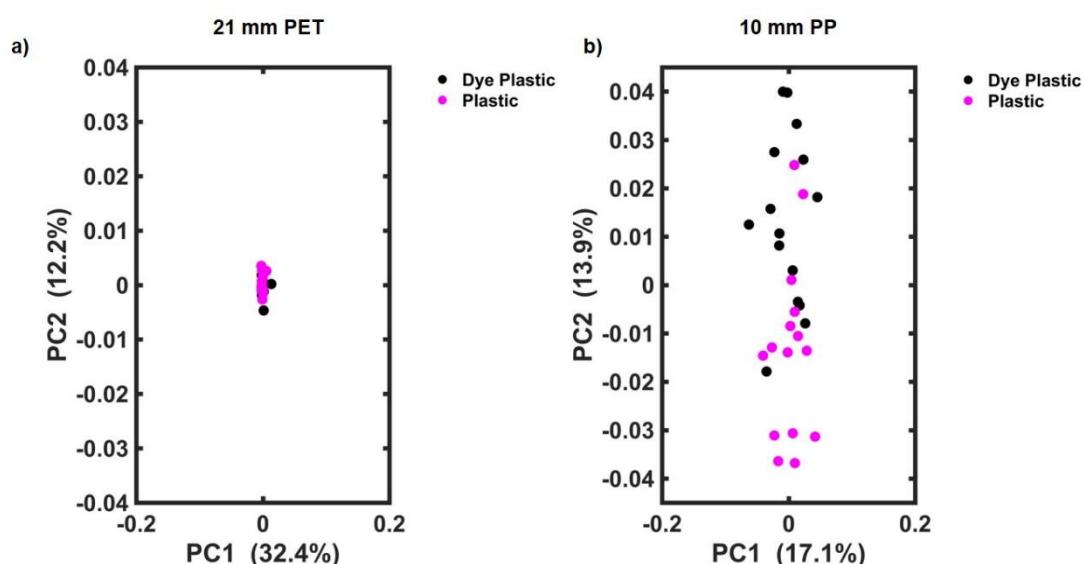 21 mm PET
a)
0.04
0.03
0.02
0.01
0
-0.01
-0.02
-0.03
-0.04
PC2 (12.2%)
-0.2
0
0.2
PC1 (32.4%)
Dye Plastic
Plastic
10 mm PP
b)
0.04
0.03
0.02
0.01
0
-0.01
-0.02
-0.03
-0.04
PC2 (13.9%)
-0.2
0
0.2
PC1 (17.1%)
Dye Plastic
Plastic